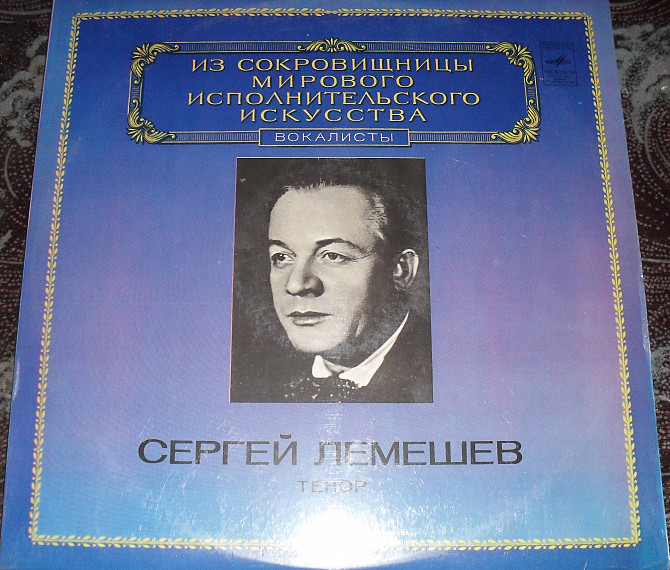 ИЗ СОКРОВИЩНИЦЫ
МИРОВОГО
ИСПОЛНИТЕЛЬСКОГО
ИСКУССТВА
ВОКАЛИСТЫ
СЕРГЕЙ ЛЕМЕШЕВ
ТЕНОР